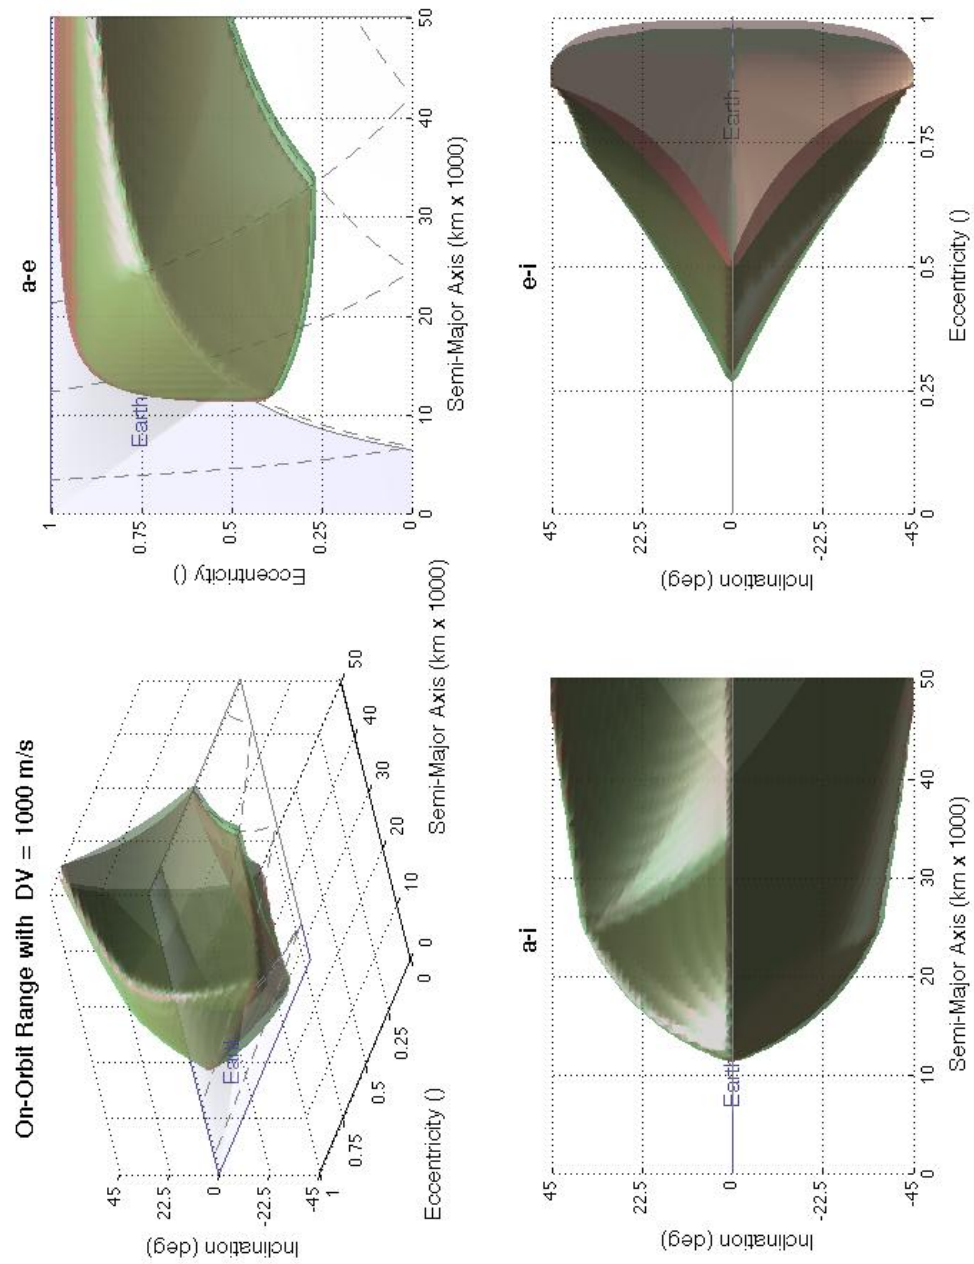 On-Orbit Range with DV = 1000 m/s
45
22.5
0
-22.5
-45
Inclination (deg)
1
0.75
0.5
0.25
0
Eccentricity ()
0
10
20
30
40
50
Semi-Major Axis (km x 1000)
Earth
a-e
1
0.75
0.5
0.25
0
Eccentricity ()
Earth
0
10
20
30
40
50
Semi-Major Axis (km x 1000)
a-i
45
22.5
0
-22.5
-45
Inclination (deg)
Earth
0
10
20
30
40
50
Semi-Major Axis (km x 1000)
e-i
45
22.5
0
-22.5
-45
Inclination (deg)
Earth
0
0.25
0.5
0.75
1
Eccentricity ()